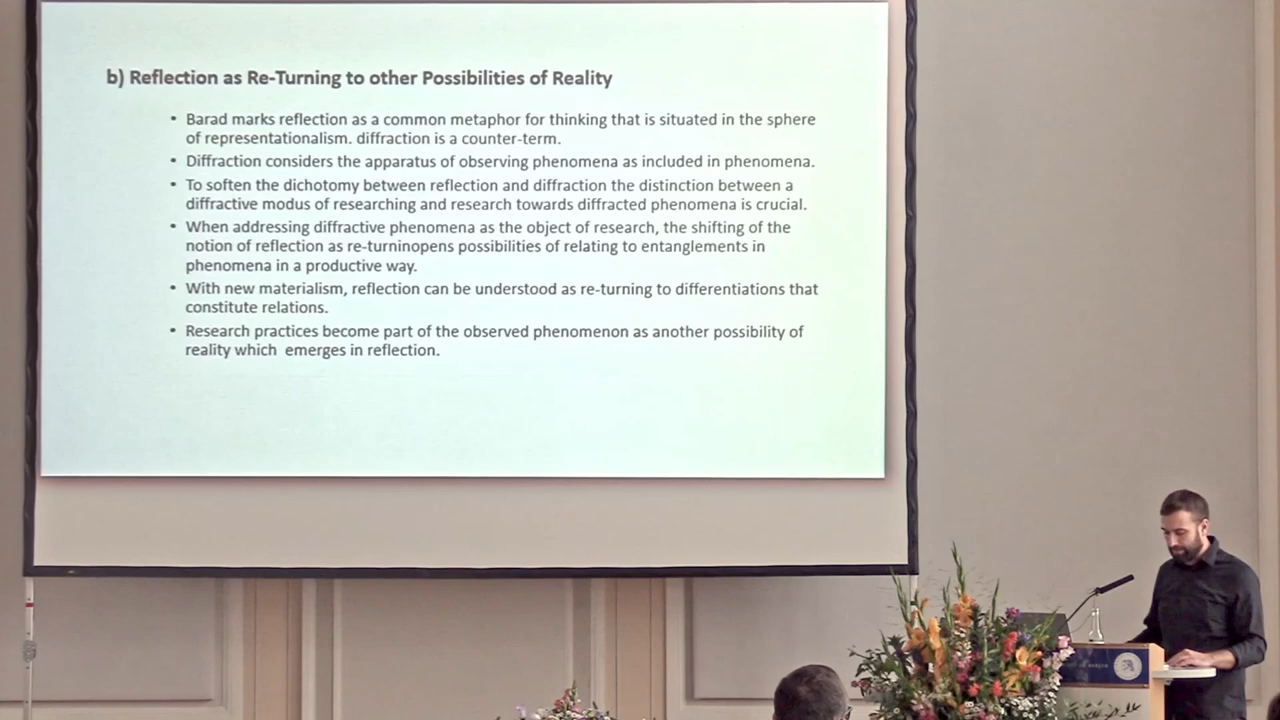 b) Reflection as Re-Turning to other Possibilities of Reality
• Barad marks reflection as a common metaphor for thinking that is situated in the sphere
of representationalism. diffraction is a counter-term.
• Diffraction considers the apparatus of observing phenomena as included in phenomena.
• To soften the dichotomy between reflection and diffraction the distinction between a
diffractive modus of researching and research towards diffracted phenomena is crucial.
• When addressing diffractive phenomena as the object of research, the shifting of the
notion of reflection as re-turninopens possibilities of relating to entanglements in
phenomena in a productive way.
• With new materialism, reflection can be understood as re-turning to differentiations that
constitute relations.
• Research practices become part of the observed phenomenon as another possibility of
reality which  emerges in reflection.